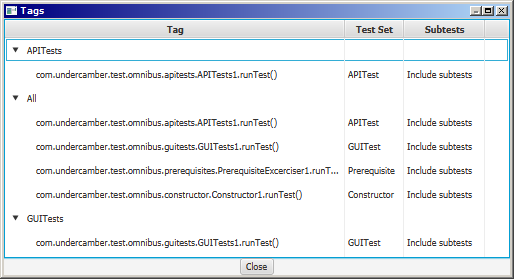 Tags
Tag Test Set Subtests
APITests
com.undercamber.test.omnibus.apitests.APITests1.runTest() APITest Include subtests
All
com.undercamber.test.omnibus.apitests.APITests1.runTest() APITest Include subtests
com.undercamber.test.omnibus.guitests.GUITests1.runTest() GUITest Include subtests
com.undercamber.test.omnibus.prerequisites.PrerequisiteExcerciser1.runT... Prerequisite Include subtests
com.undercamber.test.omnibus.constructor.Constructor1.runTest() Constructor Include subtests
GUITests
com.undercamber.test.omnibus.guitests.GUITests1.runTest() GUITest Include subtests
Close